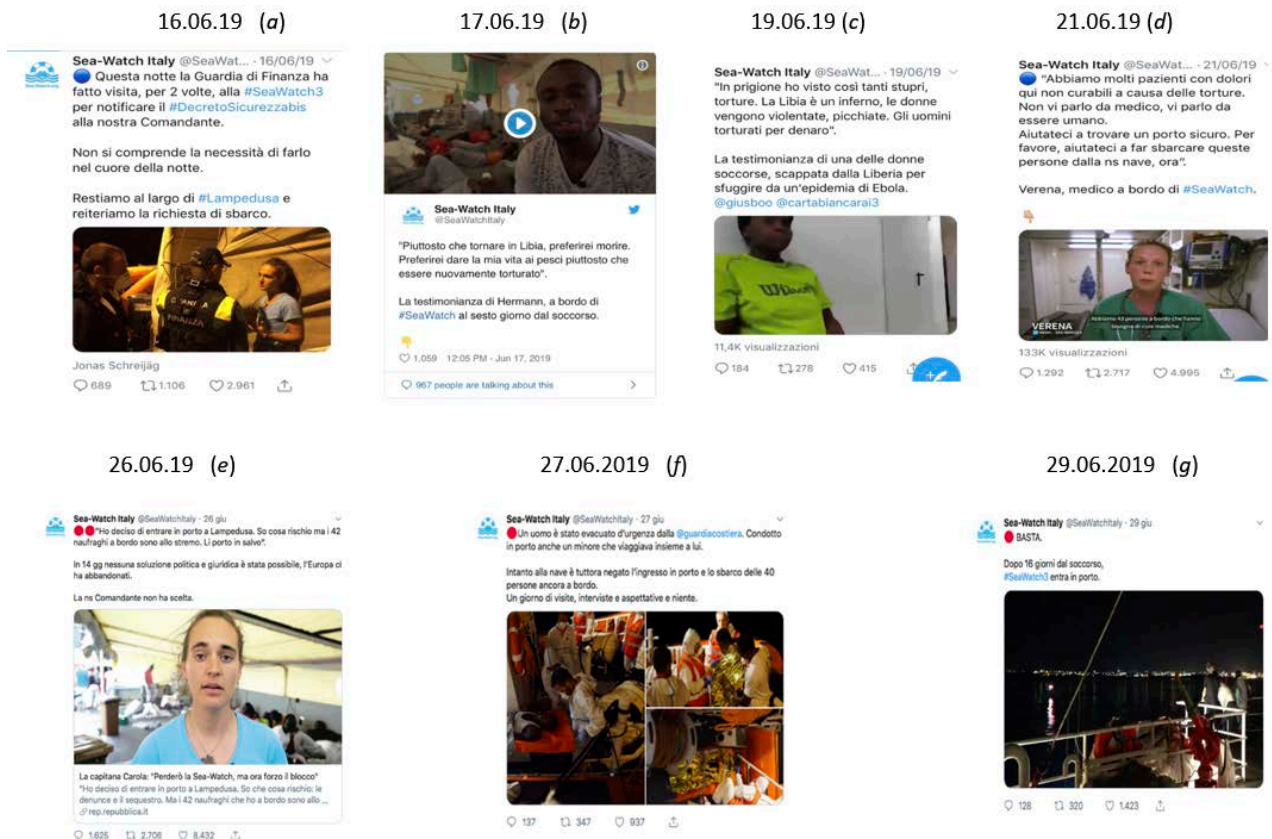 16.06.19 (a)
Sea-Watch Italy @SeaWat... · 16/06/19
Questa notte la Guardia di Finanza ha
fatto visita, per 2 volte, alla #SeaWatch3
per notificare il #DecretoSicurezzabis
alla nostra Comandante.
Non si comprende la necessità di farlo
nel cuore della notte.
Restiamo al largo di #Lampedusa e
reiteriamo la richiesta di sbarco.
GUARDIA
DI
FINANZA
Jonas Schreijäg
689 1.106 2.961
17.06.19 (b)
Sea-Watch Italy
@SeaWatchItaly
"Piuttosto che tornare in Libia, preferirei morire.
Preferirei dare la mia vita ai pesci piuttosto che
essere nuovamente torturato".
La testimonianza di Hermann, a bordo di
#SeaWatch al sesto giorno dal soccorso.
1,059 12:05 PM - Jun 17, 2019
967 people are talking about this
19.06.19 (c)
Sea-Watch Italy @SeaWat... · 19/06/19
"In prigione ho visto così tanti stupri,
torture. La Libia è un inferno, le donne
vengono violentate, picchiate. Gli uomini
torturati per denaro".
La testimonianza di una delle donne
soccorse, scappata dalla Liberia per
sfuggire da un'epidemia di Ebola.
@giusboo @cartabiancarai3
Wilson
11,4K visualizzazioni
184 278 415
21.06.19 (d)
Sea-Watch Italy @SeaWat... · 21/06/19
"Abbiamo molti pazienti con dolori
qui non curabili a causa delle torture.
Non vi parlo da medico, vi parlo da
essere umano.
Aiutateci a trovare un porto sicuro. Per
favore, aiutateci a far sbarcare queste
persone dalla ns nave, ora".
Verena, medico a bordo di #SeaWatch.
Abbiamo 43 persone a bordo che hanno
bisogno di cure mediche.
VERENA
133K visualizzazioni
1.292 2.717 4.995
26.06.19 (e)
Sea-Watch Italy @SeaWatchItaly · 26 giu
"Ho deciso di entrare in porto a Lampedusa. So cosa rischio ma i 42
naufraghi a bordo sono allo stremo. Li porto in salvo".
In 14 gg nessuna soluzione politica e giuridica è stata possibile, l'Europa ci
ha abbandonati.
La ns Comandante non ha scelta.
La capitana Carola: "Perderò la Sea-Watch, ma ora forzo il blocco"
"Ho deciso di entrare in porto a Lampedusa. So che cosa rischio: le
denunce e il sequestro. Ma i 42 naufraghi che ho a bordo sono allo ...
rep.repubblica.it
1.625 2.706 8.432
27.06.2019 (f)
Sea-Watch Italy @SeaWatchItaly · 27 giu
Un uomo è stato evacuato d'urgenza dalla @guardiacostiera. Condotto
in porto anche un minore che viaggiava insieme a lui.
Intanto alla nave è tuttora negato l'ingresso in porto e lo sbarco delle 40
persone ancora a bordo.
Un giorno di visite, interviste e aspettative e niente.
137 347 937
29.06.2019 (g)
Sea-Watch Italy @SeaWatchItaly · 29 giu
BASTA.
Dopo 16 giorni dal soccorso,
#SeaWatch3 entra in porto.
128 320 1.423